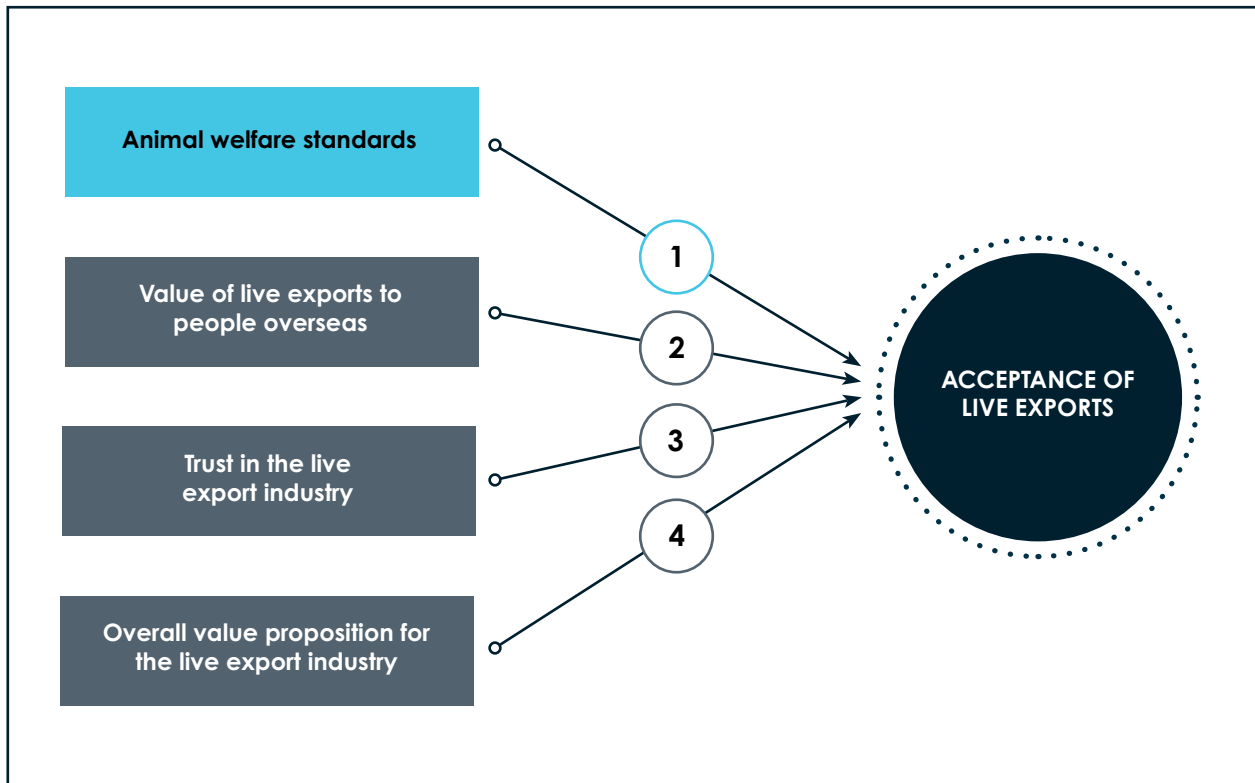 Animal welfare standards
1
Value of live exports to
people overseas
2
Trust in the live
export industry
3
Overall value proposition for
the live export industry
4
ACCEPTANCE OF
LIVE EXPORTS